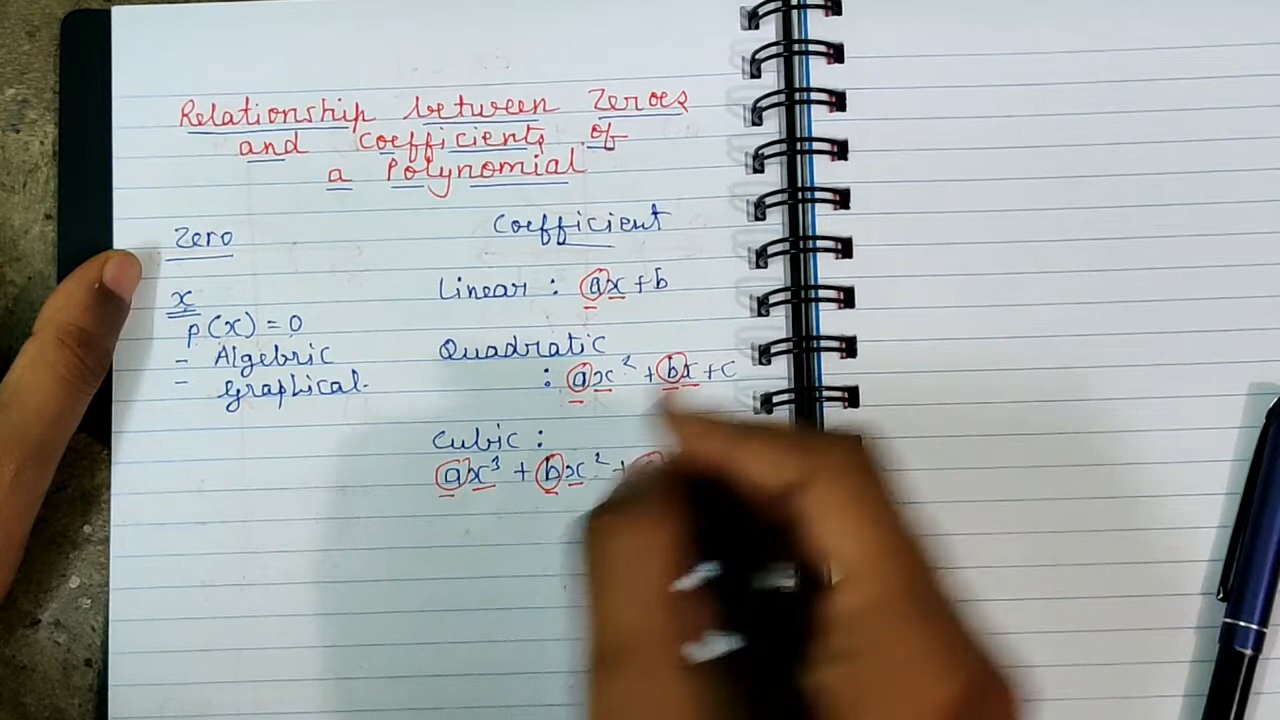 Relationship between Zeroes
and Coefficients of
a Polynomial
Zero
x
p(x) = 0
- Algebric
- Graphical.
Coefficient
Linear : ax + b
Quadratic
: ax² + bx + c
Cubic :
ax³ + bx² +